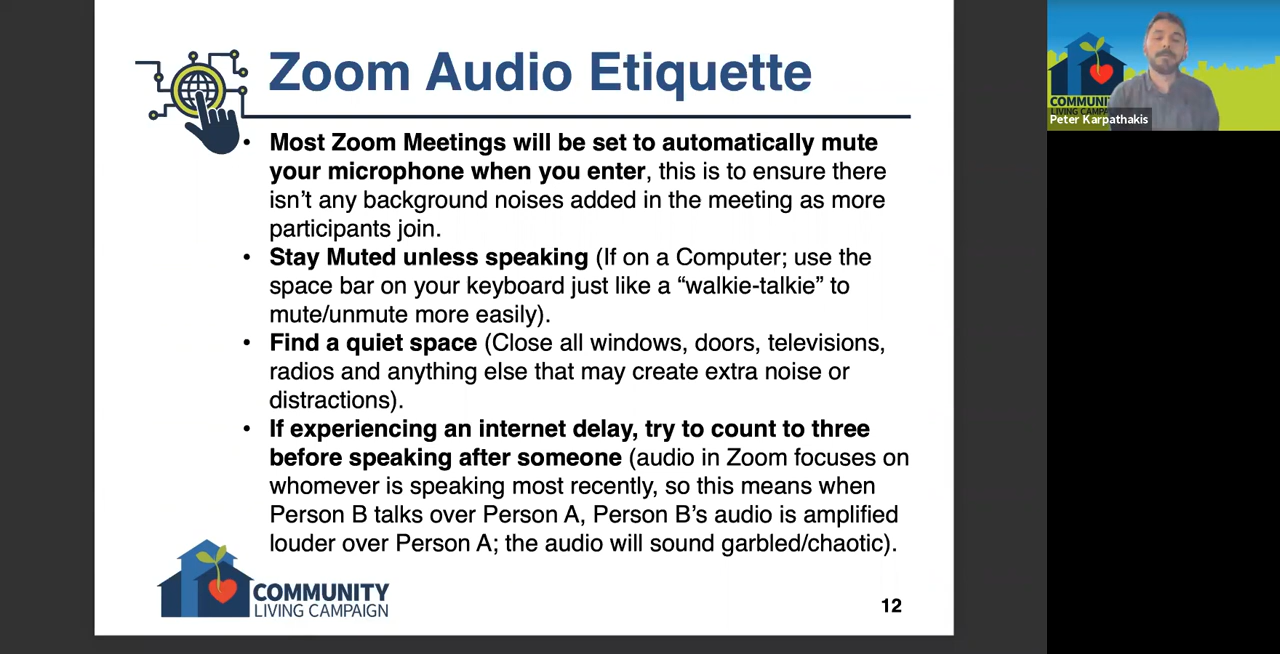 Zoom Audio Etiquette
• Most Zoom Meetings will be set to automatically mute
your microphone when you enter, this is to ensure there
isn’t any background noises added in the meeting as more
participants join.
• Stay Muted unless speaking (If on a Computer; use the
space bar on your keyboard just like a “walkie-talkie” to
mute/unmute more easily).
• Find a quiet space (Close all windows, doors, televisions,
radios and anything else that may create extra noise or
distractions).
• If experiencing an internet delay, try to count to three
before speaking after someone (audio in Zoom focuses on
whomever is speaking most recently, so this means when
Person B talks over Person A, Person B’s audio is amplified
louder over Person A; the audio will sound garbled/chaotic).
COMMUNITY
LIVING CAMPAIGN
12
COMMUNI
LIVING CAMP
Peter Karpathakis